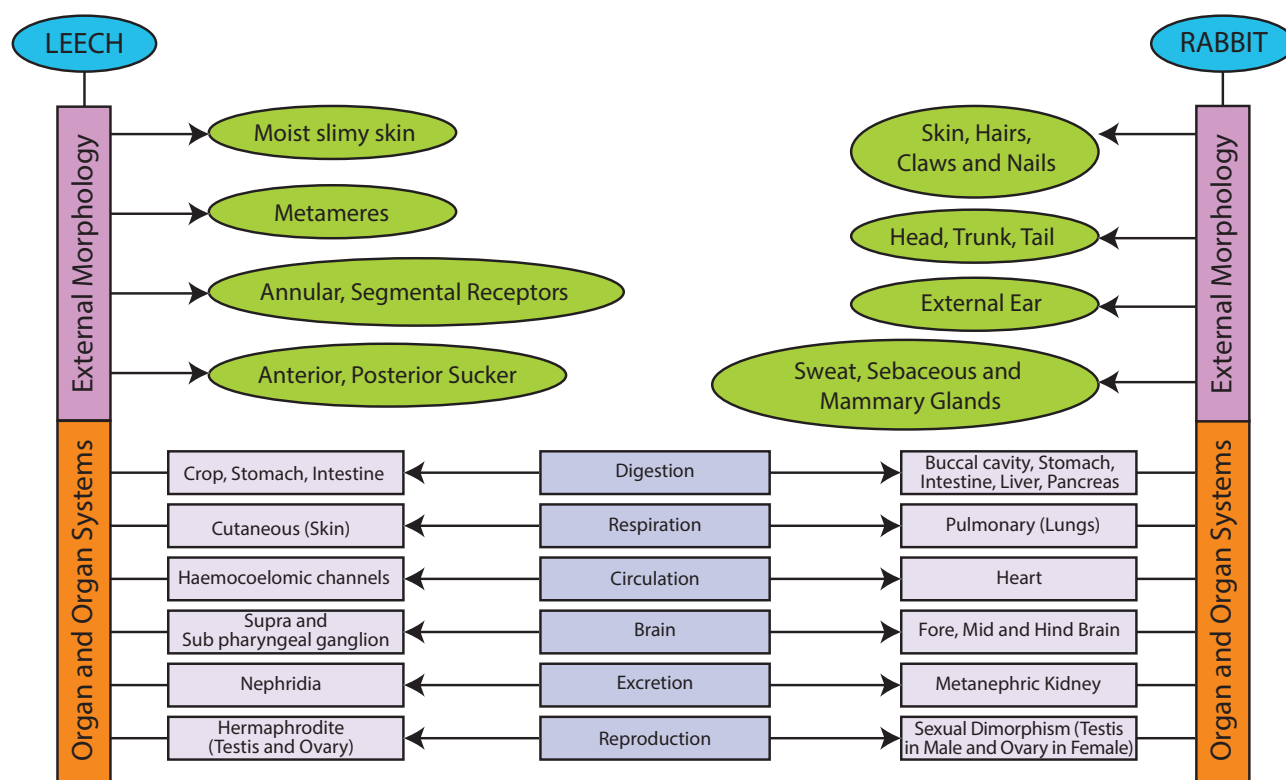 LEECH
RABBIT
External Morphology
Moist slimy skin
Metameres
Annular, Segmental Receptors
Anterior, Posterior Sucker
Skin, Hairs,
Claws and Nails
Head, Trunk, Tail
External Ear
Sweat, Sebaceous and
Mammary Glands
External Morphology
Organ and Organ Systems
Crop, Stomach, Intestine
Digestion
Buccal cavity, Stomach,
Intestine, Liver, Pancreas
Cutaneous (Skin)
Respiration
Pulmonary (Lungs)
Haemocoelomic channels
Circulation
Heart
Supra and
Sub pharyngeal ganglion
Brain
Fore, Mid and Hind Brain
Nephridia
Excretion
Metanephric Kidney
Hermaphrodite
(Testis and Ovary)
Reproduction
Sexual Dimorphism (Testis
in Male and Ovary in Female)
Organ and Organ Systems